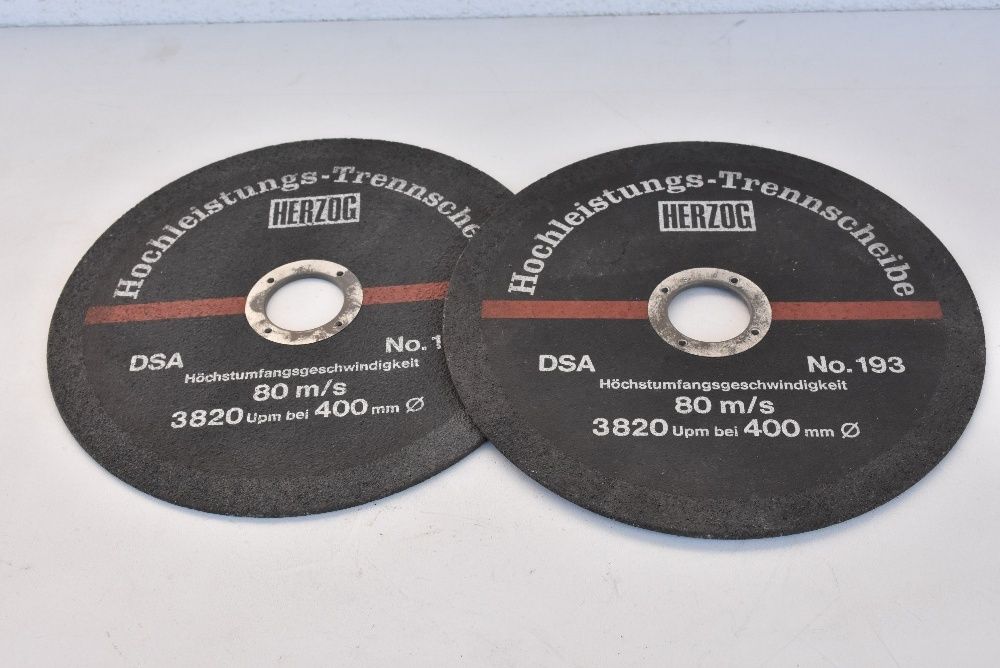 Hochleistungs-Trennsche
HERZOG
DSA No. 1
Höchstumfangsgeschwindigkeit
80 m/s
3820 Upm bei 400 mm Ø
Hochleistungs-Trennscheibe
HERZOG
DSA No. 193
Höchstumfangsgeschwindigkeit
80 m/s
3820 Upm bei 400 mm Ø